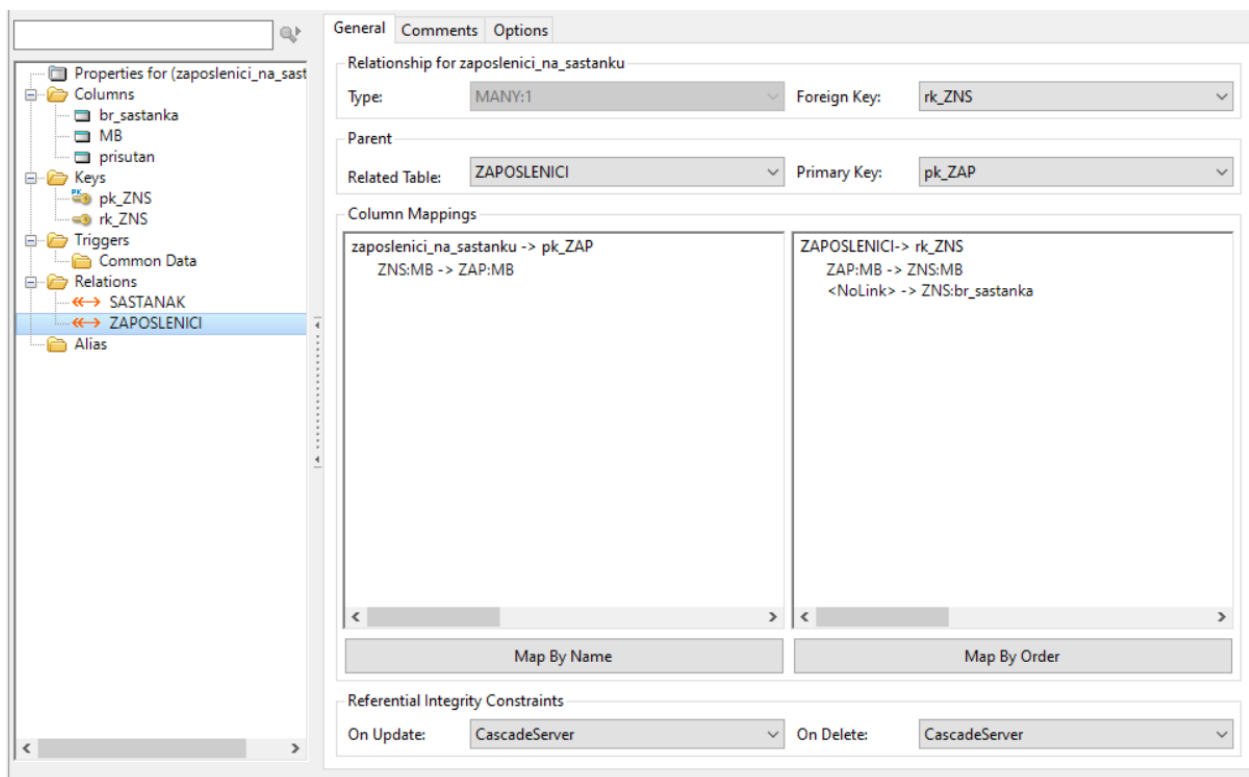 General Comments Options
Properties for (zaposlenici_na_sast
Columns
br_sastanka
MB
prisutan
Keys
pk_ZNS
rk_ZNS
Triggers
Common Data
Relations
SASTANAK
ZAPOSLENICI
Alias
Relationship for zaposlenici_na_sastanku
Type: MANY:1 Foreign Key: rk_ZNS
Parent
Related Table: ZAPOSLENICI Primary Key: pk_ZAP
Column Mappings
zaposlenici_na_sastanku -> pk_ZAP
ZNS:MB -> ZAP:MB
ZAPOSLENICI-> rk_ZNS
ZAP:MB -> ZNS:MB
<NoLink> -> ZNS:br_sastanka
Map By Name Map By Order
Referential Integrity Constraints
On Update: CascadeServer On Delete: CascadeServer